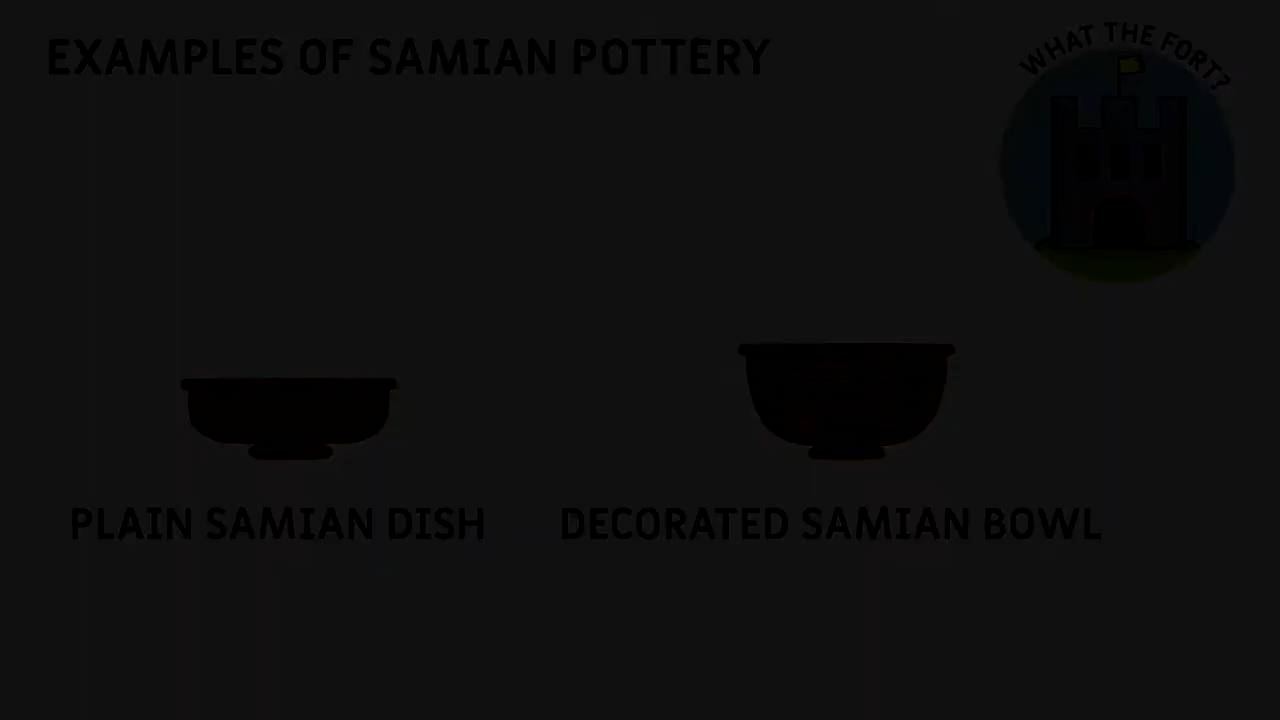 EXAMPLES OF SAMIAN POTTERY
WHAT THE FORT?
PLAIN SAMIAN DISH
DECORATED SAMIAN BOWL